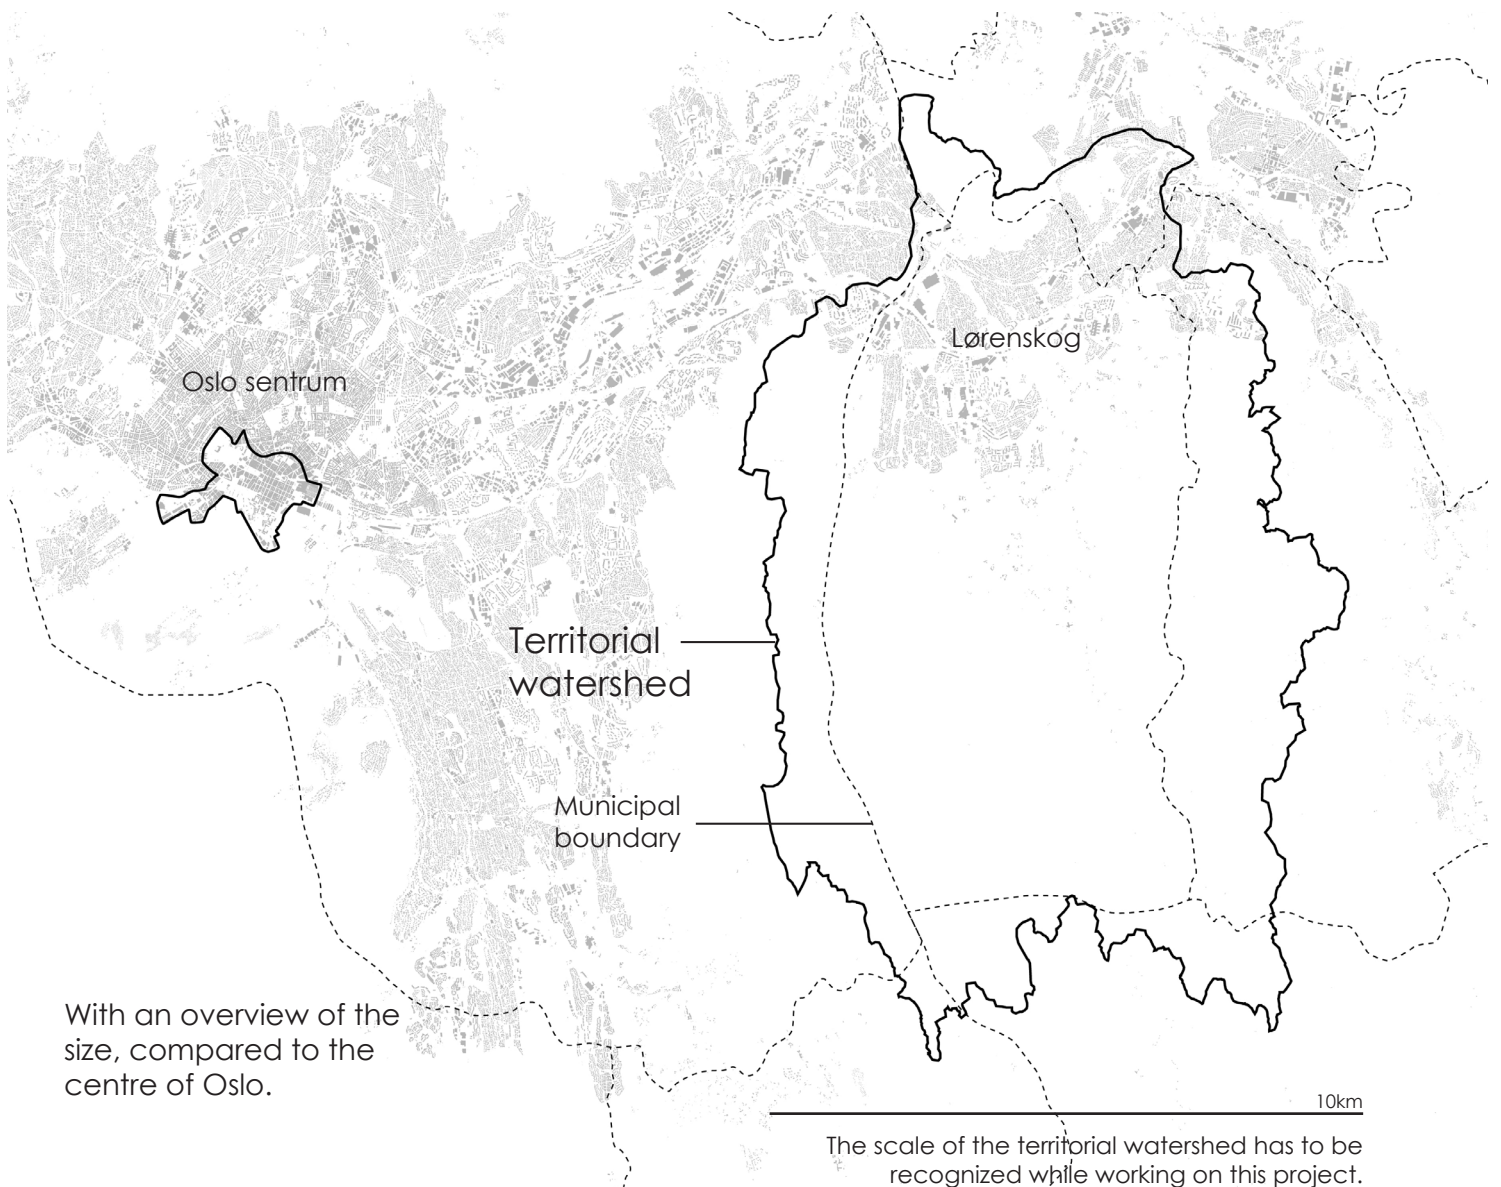 Lørenskog
Oslo sentrum
Territorial
watershed
Municipal
boundary
With an overview of the
size, compared to the
centre of Oslo.
10km
The scale of the territorial watershed has to be
recognized while working on this project.